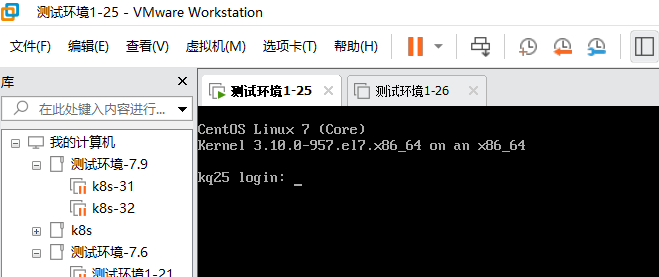 测试环境1-25 - VMware Workstation
文件(F) 编辑(E) 查看(V) 虚拟机(M) 选项卡(T) 帮助(H)
库
在此处键入内容进行...
我的计算机
测试环境-7.9
k8s-31
k8s-32
k8s
测试环境-7.6
测试环境1-21
测试环境1-25 测试环境1-26
CentOS Linux 7 (Core)
Kernel 3.10.0-957.el7.x86_64 on an x86_64
kq25 login: _